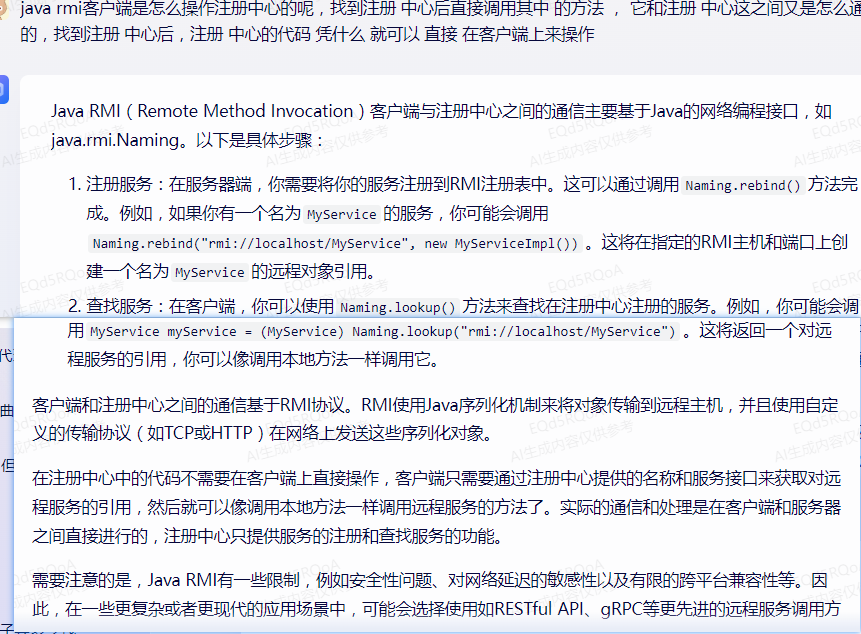 java rmi客户端是怎么操作注册中心的呢，找到注册 中心后直接调用其中 的方法 ， 它和注册 中心这之间又是怎么通
的，找到注册 中心后，注册 中心的代码 凭什么 就可以 直接 在客户端上来操作
Java RMI（Remote Method Invocation）客户端与注册中心之间的通信主要基于Java的网络编程接口，如
java.rmi.Naming。以下是具体步骤：
1. 注册服务：在服务器端，你需要将你的服务注册到RMI注册表中。这可以通过调用 Naming.rebind() 方法完
成。例如，如果你有一个名为 MyService 的服务，你可能会调用
Naming.rebind("rmi://localhost/MyService", new MyServiceImpl()) 。这将在指定的RMI主机和端口上创
建一个名为 MyService 的远程对象引用。
2. 查找服务：在客户端，你可以使用 Naming.lookup() 方法来查找在注册中心注册的服务。例如，你可能会调
用 MyService myService = (MyService) Naming.lookup("rmi://localhost/MyService") 。这将返回一个对远
程服务的引用，你可以像调用本地方法一样调用它。
客户端和注册中心之间的通信基于RMI协议。RMI使用Java序列化机制来将对象传输到远程主机，并且使用自定
义的传输协议（如TCP或HTTP）在网络上发送这些序列化对象。
在注册中心中的代码不需要在客户端上直接操作，客户端只需要通过注册中心提供的名称和服务接口来获取对远
程服务的引用，然后就可以像调用本地方法一样调用远程服务的方法了。实际的通信和处理是在客户端和服务器
之间直接进行的，注册中心只提供服务的注册和查找服务的功能。
需要注意的是，Java RMI有一些限制，例如安全性问题、对网络延迟的敏感性以及有限的跨平台兼容性等。因
此，在一些更复杂或者更现代的应用场景中，可能会选择使用如RESTful API、gRPC等更先进的远程服务调用方
代
曲
但
EQd5RQoA
AI生成内容仅供参考